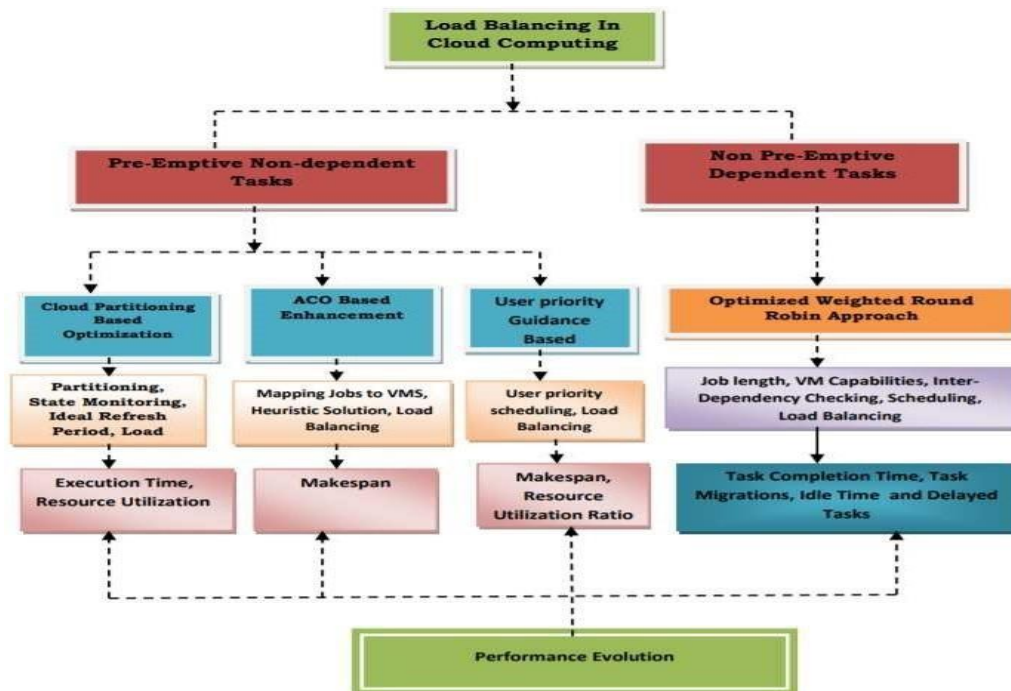 Load Balancing In
Cloud Computing
Pre-Emptive Non-dependent
Tasks
Non Pre-Emptive
Dependent Tasks
Cloud Partitioning
Based
Optimization
ACO Based
Enhancement
User priority
Guidance
Based
Optimized Weighted Round
Robin Approach
Partitioning,
State Monitoring,
Ideal Refresh
Period, Load
Mapping Jobs to VMS,
Heuristic Solution, Load
Balancing
User priority
scheduling, Load
Balancing
Job length, VM Capabilities, Inter-
Dependency Checking, Scheduling,
Load Balancing
Execution Time,
Resource Utilization
Makespan
Makespan,
Resource
Utilization Ratio
Task Completion Time, Task
Migrations, Idle Time and Delayed
Tasks
Performance Evolution